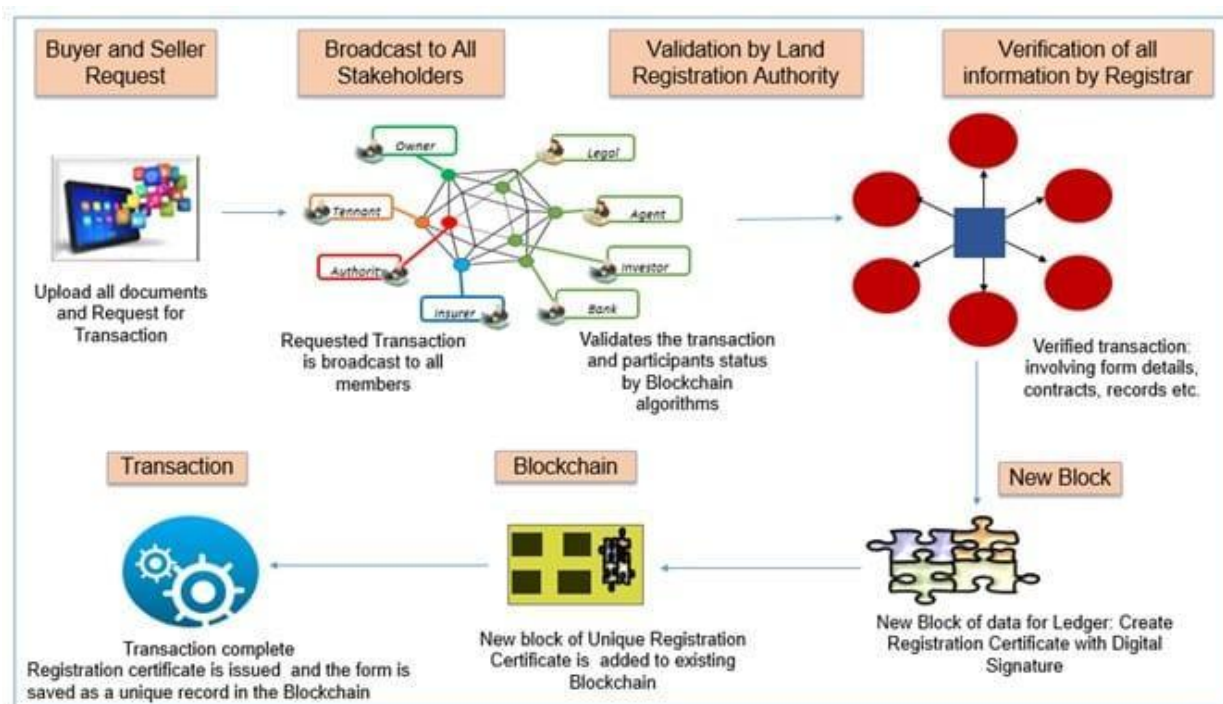 Buyer and Seller
Request
Broadcast to All
Stakeholders
Validation by Land
Registration Authority
Verification of all
information by Registrar
Owner
Legal
Tennant
Agent
Authority
Investor
Insurer
Bank
Upload all documents
and Request for
Transaction
Requested Transaction
is broadcast to all
members
Validates the transaction
and participants status
by Blockchain
algorithms
Verified transaction:
involving form details,
contracts, records etc.
Transaction
Blockchain
New Block
Transaction complete
Registration certificate is issued and the form is
saved as a unique record in the Blockchain
New block of Unique Registration
Certificate is added to existing
Blockchain
New Block of data for Ledger: Create
Registration Certificate with Digital
Signature